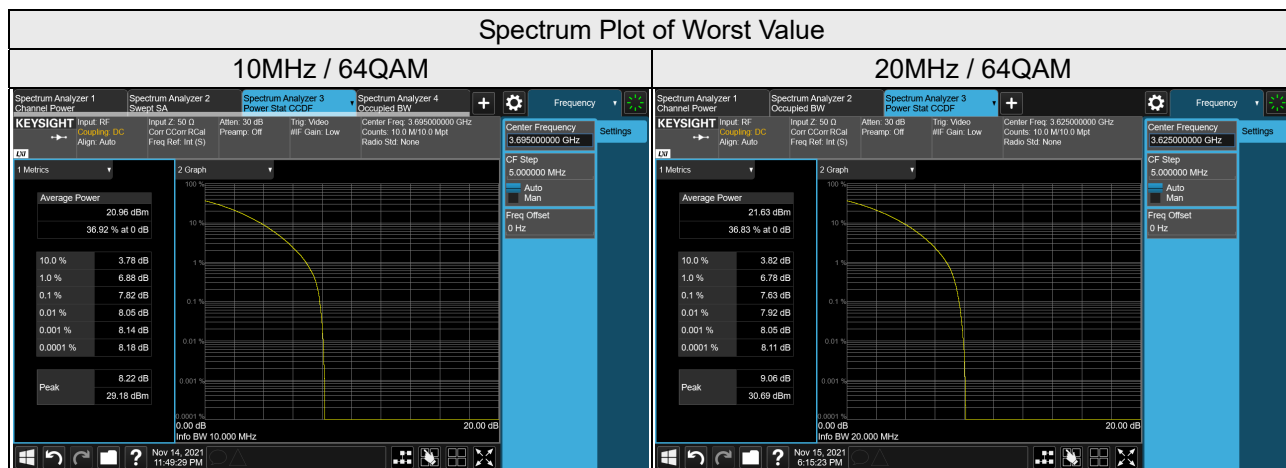 Spectrum Plot of Worst Value
10MHz / 64QAM
Spectrum Analyzer 1
Channel Power
Spectrum Analyzer 2
Swept SA
Spectrum Analyzer 3
Power Stat CCDF
Spectrum Analyzer 4
Occupied BW
+
Frequency
KEYSIGHT
Input: RF
Coupling: DC
Align: Auto
Input Z: 50 Ω
Corr CCorr RCal
Freq Ref: Int (S)
Atten: 30 dB
Preamp: Off
Trig: Video
#IF Gain: Low
Center Freq: 3.695000000 GHz
Counts: 10.0 M/10.0 Mpt
Radio Std: None
LXI
Center Frequency
3.695000000 GHz
Settings
CF Step
5.000000 MHz
Auto
Man
Freq Offset
0 Hz
1 Metrics
Average Power
20.96 dBm
36.92 % at 0 dB
10.0 % 3.78 dB
1.0 % 6.88 dB
0.1 % 7.82 dB
0.01 % 8.05 dB
0.001 % 8.14 dB
0.0001 % 8.18 dB
Peak 8.22 dB
29.18 dBm
2 Graph
100 %
10 %
1 %
0.1 %
0.01 %
0.001 %
0.0001 %
0.00 dB 20.00 dB
Info BW 10.000 MHz
? Nov 14, 2021
11:49:29 PM
20MHz / 64QAM
Spectrum Analyzer 1
Channel Power
Spectrum Analyzer 2
Occupied BW
Spectrum Analyzer 3
Power Stat CCDF
+
Frequency
KEYSIGHT
Input: RF
Coupling: DC
Align: Auto
Input Z: 50 Ω
Corr CCorr RCal
Freq Ref: Int (S)
Atten: 30 dB
Preamp: Off
Trig: Video
#IF Gain: Low
Center Freq: 3.625000000 GHz
Counts: 10.0 M/10.0 Mpt
Radio Std: None
LXI
Center Frequency
3.625000000 GHz
Settings
CF Step
5.000000 MHz
Auto
Man
Freq Offset
0 Hz
1 Metrics
Average Power
21.63 dBm
36.83 % at 0 dB
10.0 % 3.82 dB
1.0 % 6.78 dB
0.1 % 7.63 dB
0.01 % 7.92 dB
0.001 % 8.05 dB
0.0001 % 8.11 dB
Peak 9.06 dB
30.69 dBm
2 Graph
100 %
10 %
1 %
0.1 %
0.01 %
0.001 %
0.0001 %
0.00 dB 20.00 dB
Info BW 20.000 MHz
? Nov 15, 2021
6:15:23 PM